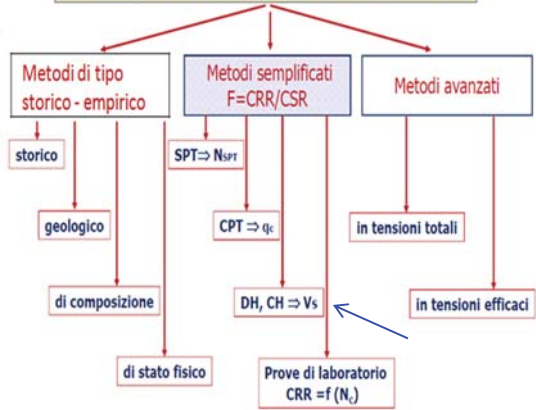 Metodi di tipo
storico - empirico
storico
geologico
di composizione
di stato fisico
Metodi semplificati
F=CRR/CSR
SPT⇒ NSPT
CPT ⇒ qc
DH, CH ⇒ Vs
Prove di laboratorio
CRR =f (Nc)
Metodi avanzati
in tensioni totali
in tensioni efficaci